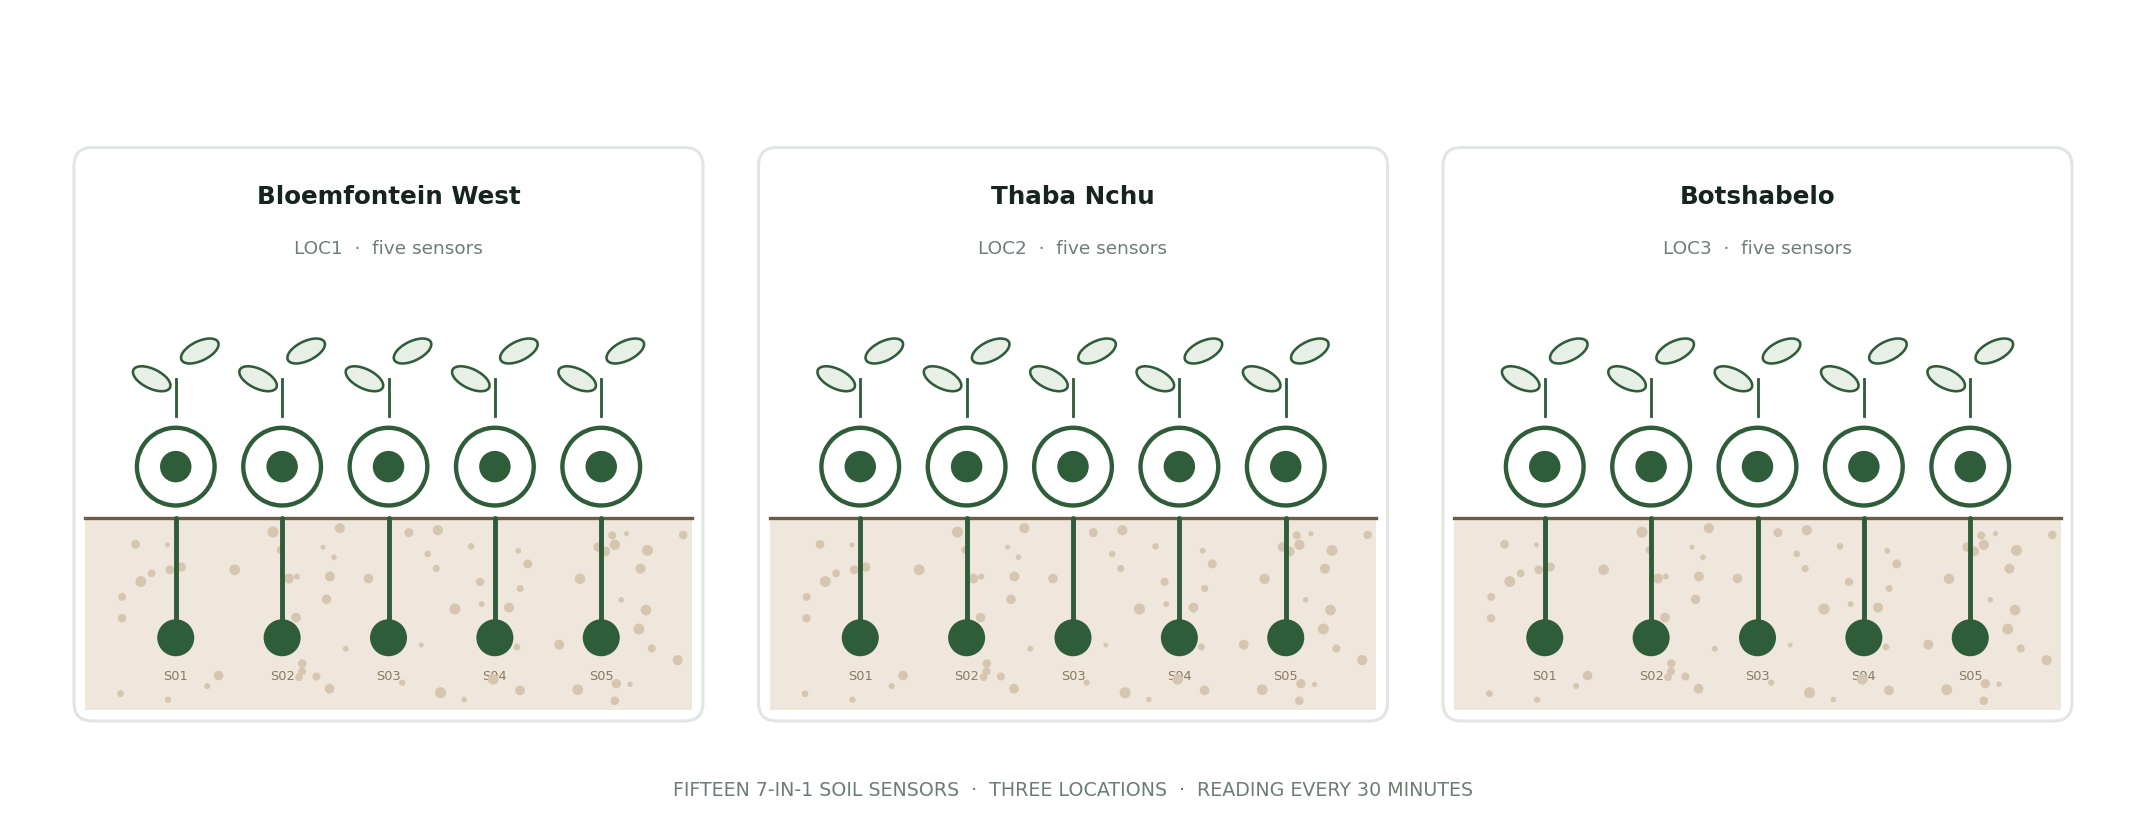 Bloemfontein West
LOC1 · five sensors
S01 S02 S03 S04 S05
Thaba Nchu
LOC2 · five sensors
S01 S02 S03 S04 S05
Botshabelo
LOC3 · five sensors
S01 S02 S03 S04 S05
FIFTEEN 7-IN-1 SOIL SENSORS · THREE LOCATIONS · READING EVERY 30 MINUTES